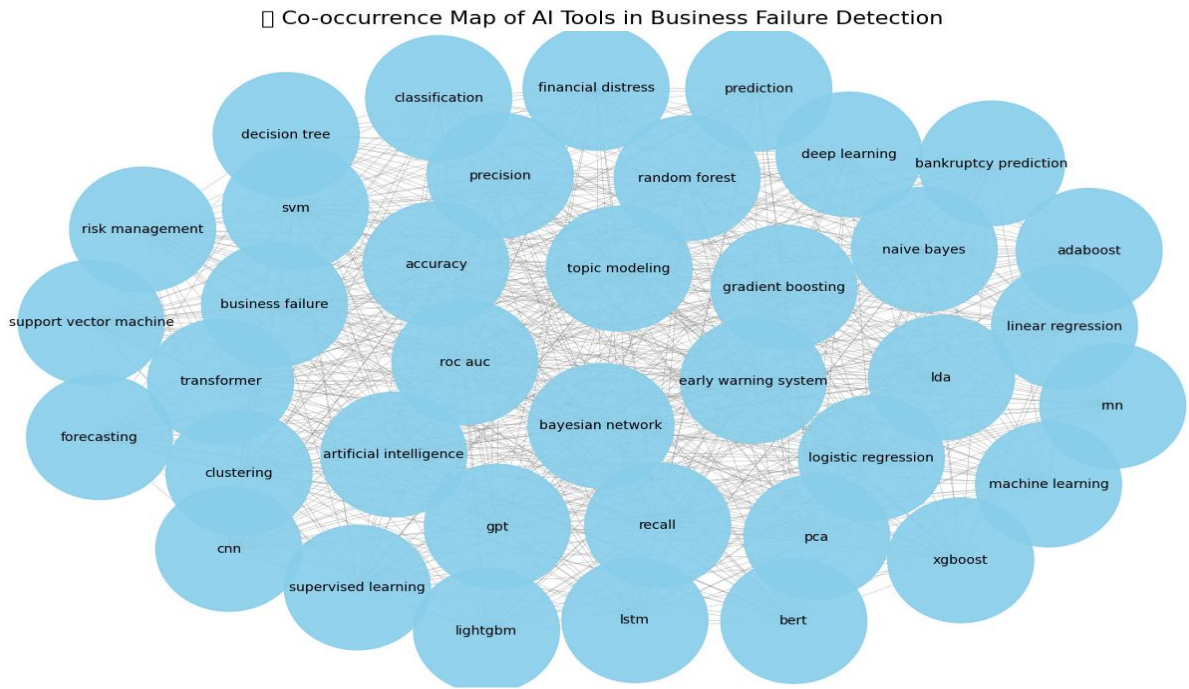 Co-occurrence Map of AI Tools in Business Failure Detection
financial distress
prediction
classification
decision tree
deep learning
bankruptcy prediction
precision
random forest
svm
risk management
accuracy
topic modeling
naive bayes
adaboost
gradient boosting
business failure
support vector machine
linear regression
roc auc
transformer
early warning system
lda
rnn
bayesian network
forecasting
artificial intelligence
logistic regression
clustering
machine learning
gpt
recall
pca
cnn
xgboost
supervised learning
lstm
bert
lightgbm